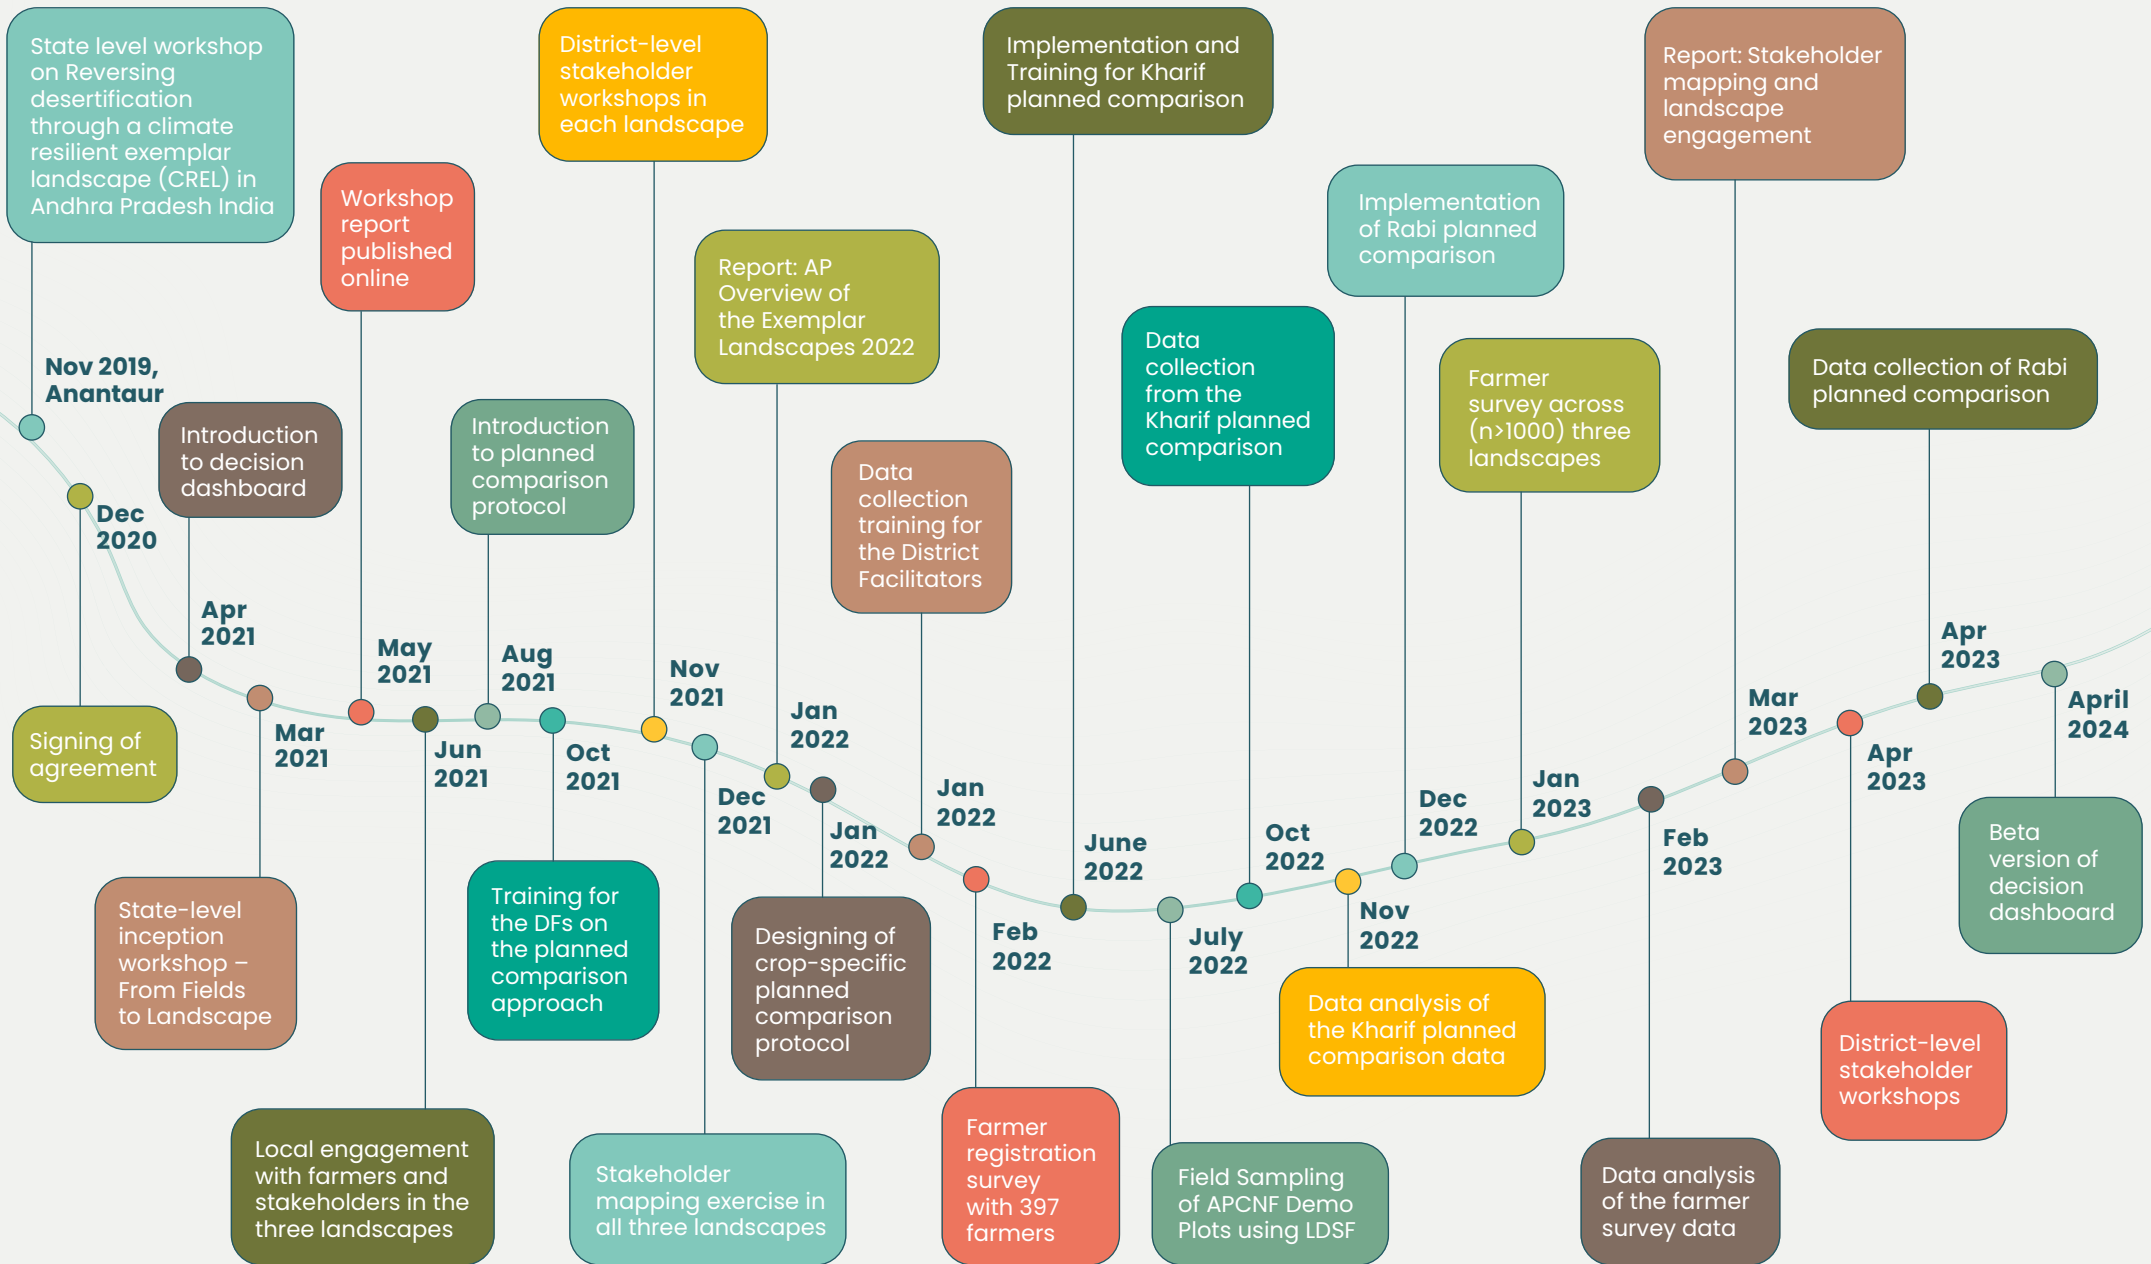 State level workshop
on Reversing
desertification
through a climate
resilient exemplar
landscape (CREL) in
Andhra Pradesh India
Nov 2019,
Anantaur
Dec
2020
Signing of
agreement
Introduction
to decision
dashboard
Apr
2021
Mar
2021
State-level
inception
workshop –
From Fields
to Landscape
Workshop
report
published
online
May
2021
Jun
2021
Local engagement
with farmers and
stakeholders in the
three landscapes
Introduction
to planned
comparison
protocol
Aug
2021
Oct
2021
Training for
the DFs on
the planned
comparison
approach
District-level
stakeholder
workshops in
each landscape
Nov
2021
Dec
2021
Stakeholder
mapping exercise in
all three landscapes
Report: AP
Overview of
the Exemplar
Landscapes 2022
Jan
2022
Jan
2022
Designing of
crop-specific
planned
comparison
protocol
Data
collection
training for
the District
Facilitators
Jan
2022
Feb
2022
Farmer
registration
survey
with 397
farmers
Implementation and
Training for Kharif
planned comparison
June
2022
July
2022
Field Sampling
of APCNF Demo
Plots using LDSF
Data
collection
from the
Kharif planned
comparison
Oct
2022
Nov
2022
Data analysis of
the Kharif planned
comparison data
Implementation
of Rabi planned
comparison
Dec
2022
Farmer
survey across
(n>1000) three
landscapes
Jan
2023
Feb
2023
Data analysis
of the farmer
survey data
Report: Stakeholder
mapping and
landscape
engagement
Mar
2023
Apr
2023
District-level
stakeholder
workshops
Data collection of Rabi
planned comparison
Apr
2023
April
2024
Beta
version of
decision
dashboard